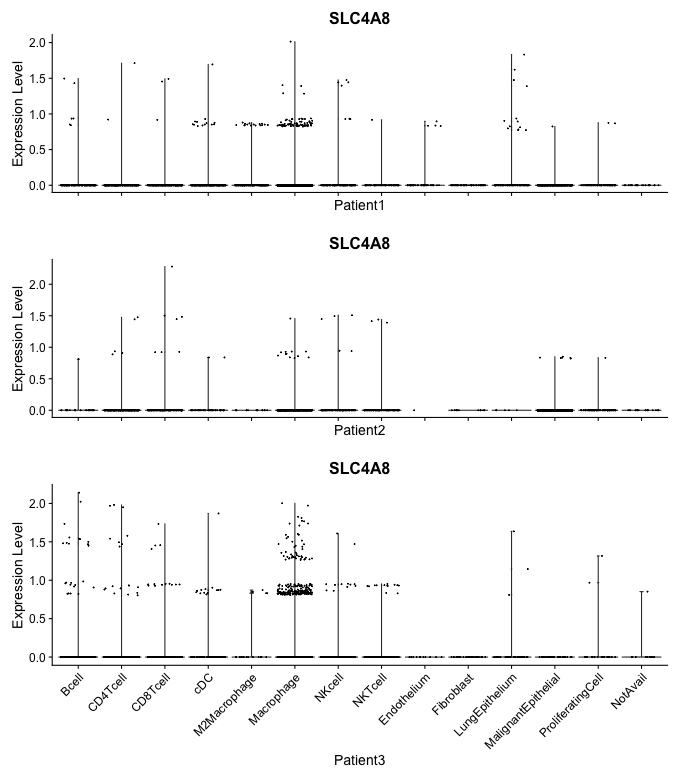 SLC4A8
Expression Level
2.0
1.5
1.0
0.5
0.0
Patient1
SLC4A8
Expression Level
2.0
1.5
1.0
0.5
0.0
Patient2
SLC4A8
Expression Level
2.0
1.5
1.0
0.5
0.0
Bcell
CD4Tcell
CD8Tcell
cDC
M2Macrophage
Macrophage
NKcell
NKTcell
Endothelium
Fibroblast
LungEpithelium
MalignantEpithelial
ProliferatingCell
NotAvail
Patient3